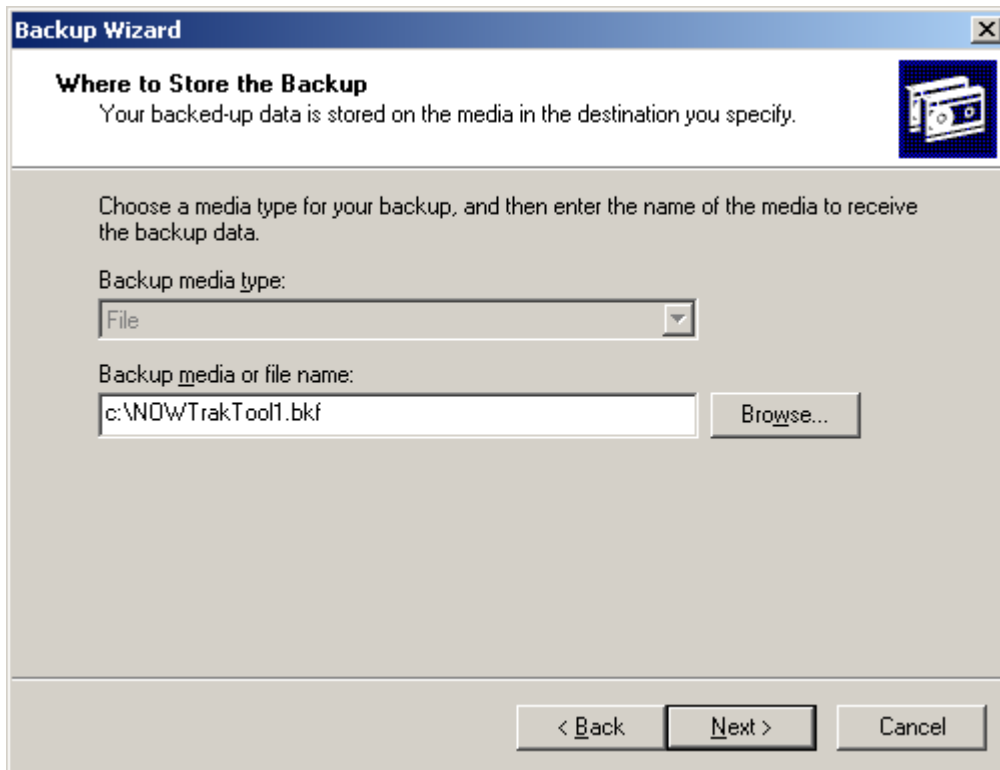 Backup Wizard
Where to Store the Backup
Your backed-up data is stored on the media in the destination you specify.
Choose a media type for your backup, and then enter the name of the media to receive
the backup data.
Backup media type:
File
Backup media or file name:
c:\NOWTrakTool1.bkf
Browse...
< Back
Next >
Cancel